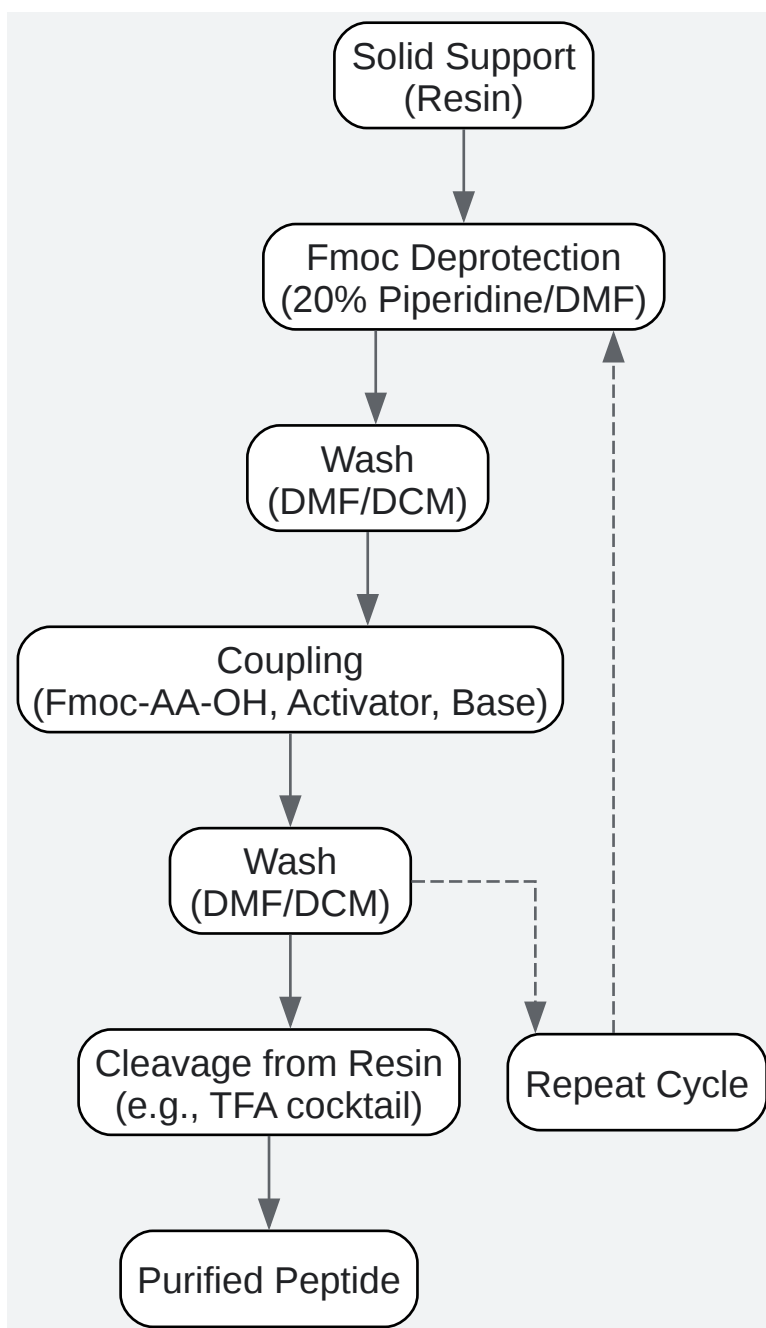 Solid Support
(Resin)
Fmoc Deprotection
(20% Piperidine/DMF)
Wash
(DMF/DCM)
Coupling
(Fmoc-AA-OH, Activator, Base)
Wash
(DMF/DCM)
Cleavage from Resin
(e.g., TFA cocktail)
Repeat Cycle
Purified Peptide